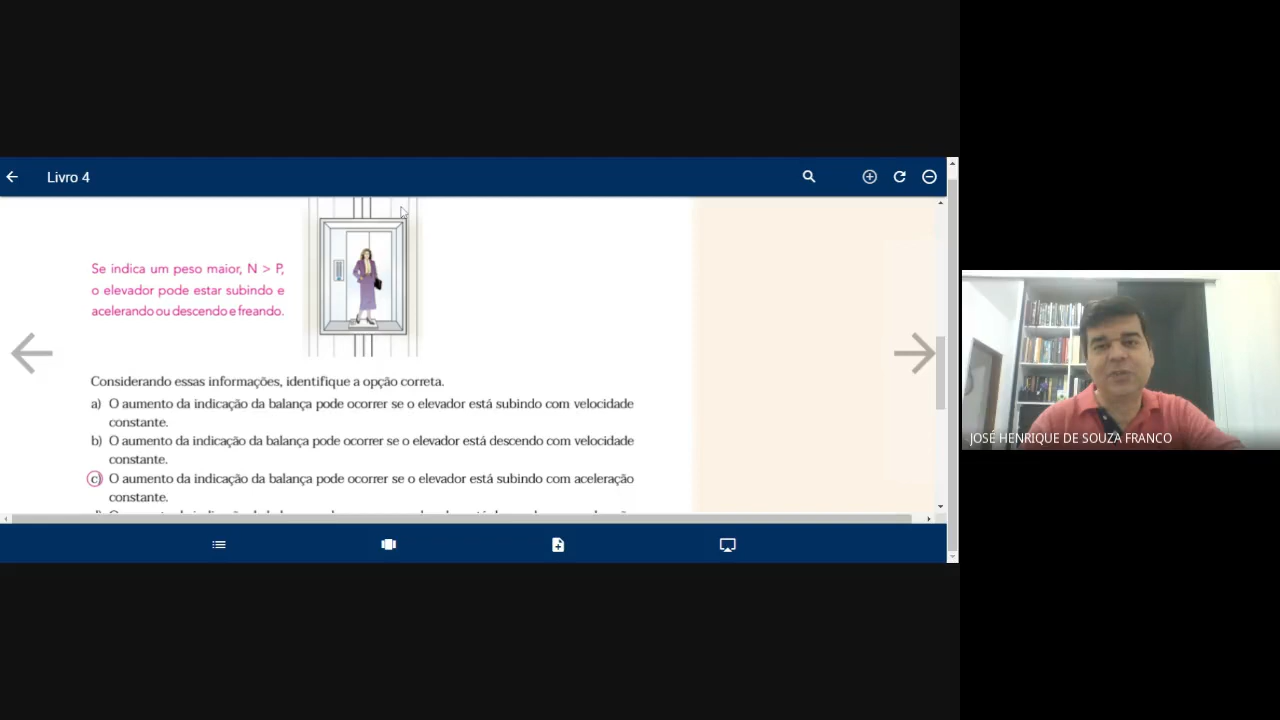 Livro 4
Se indica um peso maior, N > P,
o elevador pode estar subindo e
acelerando ou descendo e freando.
Considerando essas informações, identifique a opção correta.
a) O aumento da indicação da balança pode ocorrer se o elevador está subindo com velocidade
constante.
b) O aumento da indicação da balança pode ocorrer se o elevador está descendo com velocidade
constante.
c) O aumento da indicação da balança pode ocorrer se o elevador está subindo com aceleração
constante.
JOSÉ HENRIQUE DE SOUZA FRANCO